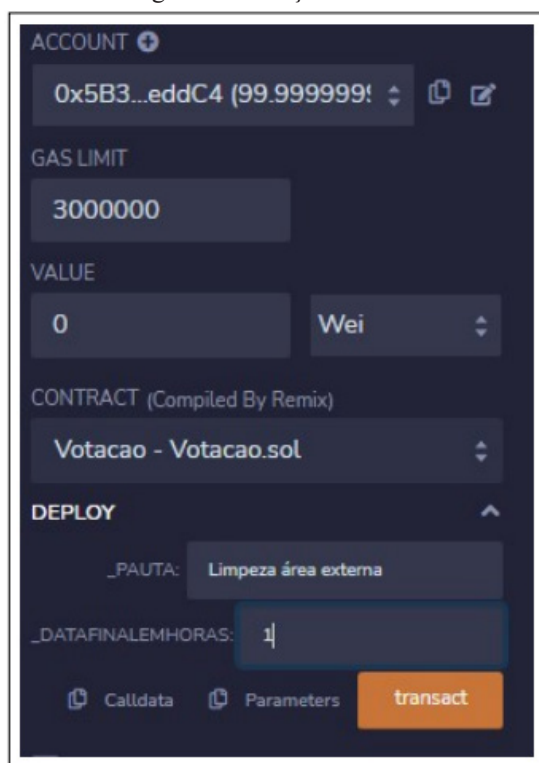 ACCOUNT
0x5B3...eddC4 (99.9999999
GAS LIMIT
3000000
VALUE
0 Wei
CONTRACT (Compiled By Remix)
Votacao - Votacao.sol
DEPLOY
_PAUTA: Limpeza área externa
_DATAFINALEMHORAS: 1
Calldata Parameters transact